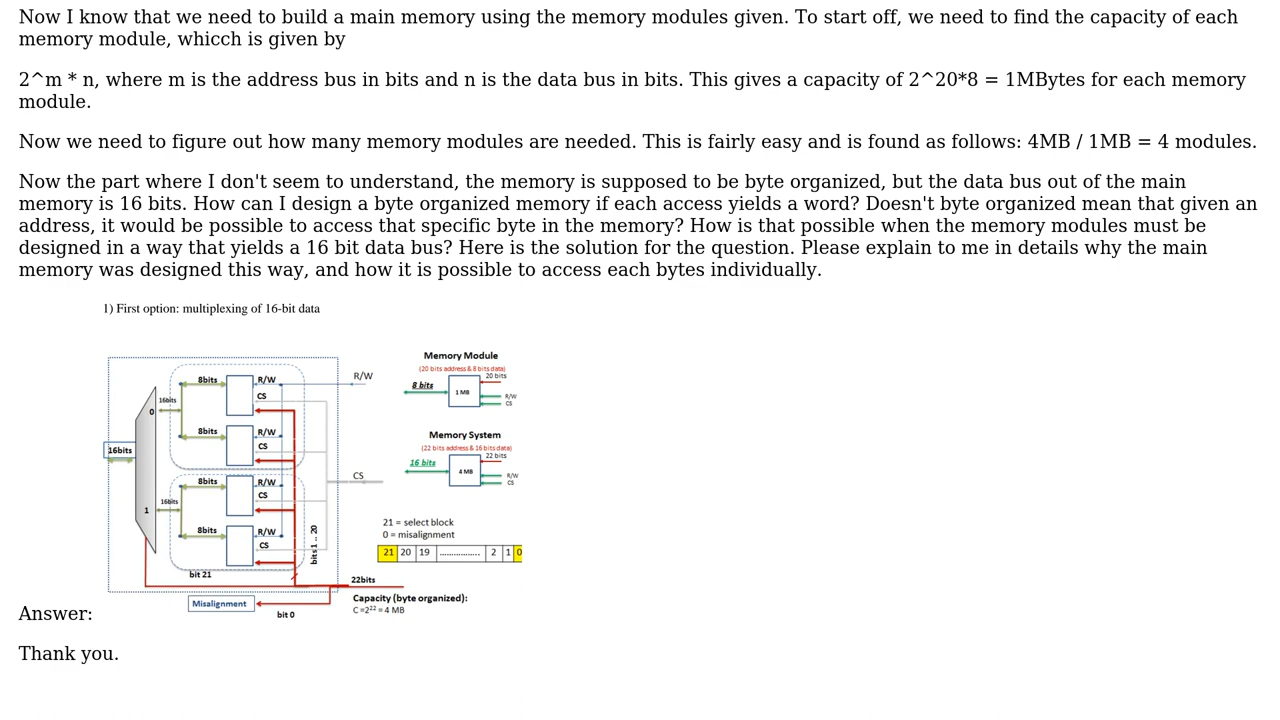 Now I know that we need to build a main memory using the memory modules given. To start off, we need to find the capacity of each
memory module, whicch is given by
2^m * n, where m is the address bus in bits and n is the data bus in bits. This gives a capacity of 2^20*8 = 1MBytes for each memory
module.
Now we need to figure out how many memory modules are needed. This is fairly easy and is found as follows: 4MB / 1MB = 4 modules.
Now the part where I don't seem to understand, the memory is supposed to be byte organized, but the data bus out of the main
memory is 16 bits. How can I design a byte organized memory if each access yields a word? Doesn't byte organized mean that given an
address, it would be possible to access that specific byte in the memory? How is that possible when the memory modules must be
designed in a way that yields a 16 bit data bus? Here is the solution for the question. Please explain to me in details why the main
memory was designed this way, and how it is possible to access each bytes individually.
1) First option: multiplexing of 16-bit data
Memory Module
(20 bits address & 8 bits data)
20 bits
8 bits
1 MB
R/W
CS
Memory System
(22 bits address & 16 bits data)
22 bits
16 bits
4 MB
R/W
CS
8bits
R/W
R/W
CS
16bits
0
8bits
R/W
CS
16bits
8bits
R/W
CS
CS
16bits
1
8bits
R/W
CS
bits 1 .. 20
bit 21
21 = select block
0 = misalignment
21 20 19 ................ 2 1 0
22bits
Misalignment
bit 0
Capacity (byte organized):
C=2²² = 4 MB
Answer:
Thank you.